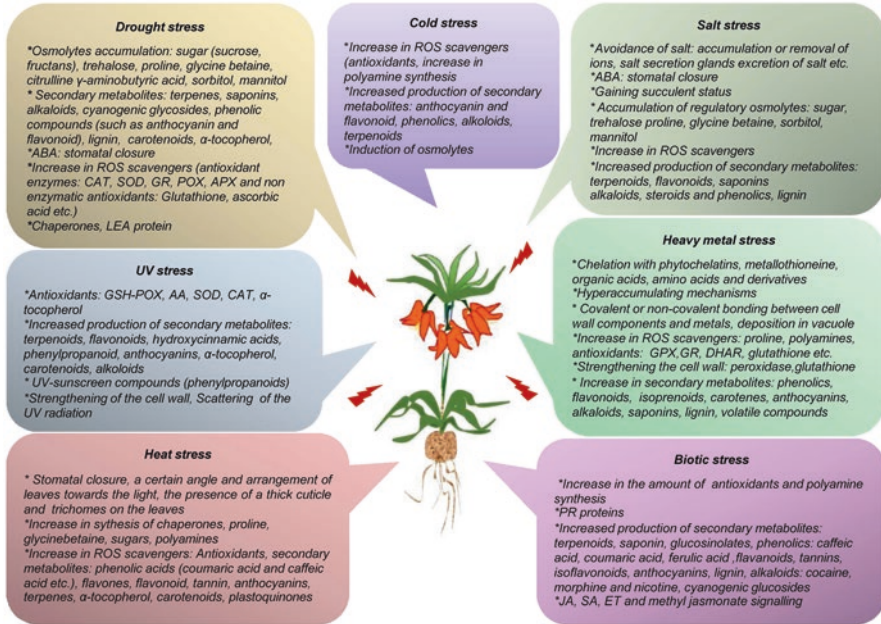 Drought stress
*Osmolytes accumulation: sugar (sucrose,
fructans), trehalose, proline, glycine betaine,
citrulline γ-aminobutyric acid, sorbitol, mannitol
* Secondary metabolites: terpenes, saponins,
alkaloids, cyanogenic glycosides, phenolic
compounds (such as anthocyanin and
flavonoid), lignin, carotenoids, α-tocopherol,
*ABA: stomatal closure
*Increase in ROS scavengers (antioxidant
enzymes: CAT, SOD, GR, POX, APX and non
enzymatic antioxidants: Glutathione, ascorbic
acid etc.)
*Chaperones, LEA protein
Cold stress
*Increase in ROS scavengers
(antioxidants, increase in
polyamine synthesis
*Increased production of secondary
metabolites: anthocyanin and
flavonoid, phenolics, alkoloids,
terpenoids
*Induction of osmolytes
Salt stress
*Avoidance of salt: accumulation or removal of
ions, salt secretion glands excretion of salt etc.
*ABA: stomatal closure
*Gaining succulent status
*Accumulation of regulatory osmolytes: sugar,
trehalose proline, glycine betaine, sorbitol,
mannitol
*Increase in ROS scavengers
*Increased production of secondary metabolites:
terpenoids, flavonoids, saponins
alkaloids, steroids and phenolics, lignin
UV stress
*Antioxidants: GSH-POX, AA, SOD, CAT, α-
tocopherol
*Increased production of secondary metabolites:
terpenoids, flavonoids, hydroxycinnamic acids,
phenylpropanoid, anthocyanins, α-tocopherol,
carotenoids, alkoloids
* UV-sunscreen compounds (phenylpropanoids)
*Strengthening of the cell wall, Scattering of the
UV radiation
Heavy metal stress
*Chelation with phytochelatins, metallothioneine,
organic acids, amino acids and derivatives
*Hyperaccumulating mechanisms
* Covalent or non-covalent bonding between cell
wall components and metals, deposition in vacuole
*Increase in ROS scavengers: proline, polyamines,
antioxidants: GPX,GR, DHAR, glutathione etc.
*Strengthening the cell wall: peroxidase,glutathione
* Increase in secondary metabolites: phenolics,
flavonoids, isoprenoids, carotenes, anthocyanins,
alkaloids, saponins, lignin, volatile compounds
Heat stress
* Stomatal closure, a certain angle and arrangement of
leaves towards the light, the presence of a thick cuticle
and trichomes on the leaves
*Increase in sythesis of chaperones, proline,
glycinebetaine, sugars, polyamines
*Increase in ROS scavengers: Antioxidants, secondary
metabolites: phenolic acids (coumaric acid and caffeic
acid etc.), flavones, flavonoid, tannin, anthocyanins,
terpenes, α-tocopherol, carotenoids, plastoquinones
Biotic stress
*Increase in the amount of antioxidants and polyamine
synthesis
*PR proteins
*Increased production of secondary metabolites:
terpenoids, saponin, glucosinolates, phenolics: caffeic
acid, coumaric acid, ferulic acid ,flavanoids, tannins,
isoflavonoids, anthocyanins, lignin, alkaloids: cocaine,
morphine and nicotine, cyanogenic glucosides
*JA, SA, ET and methyl jasmonate signalling